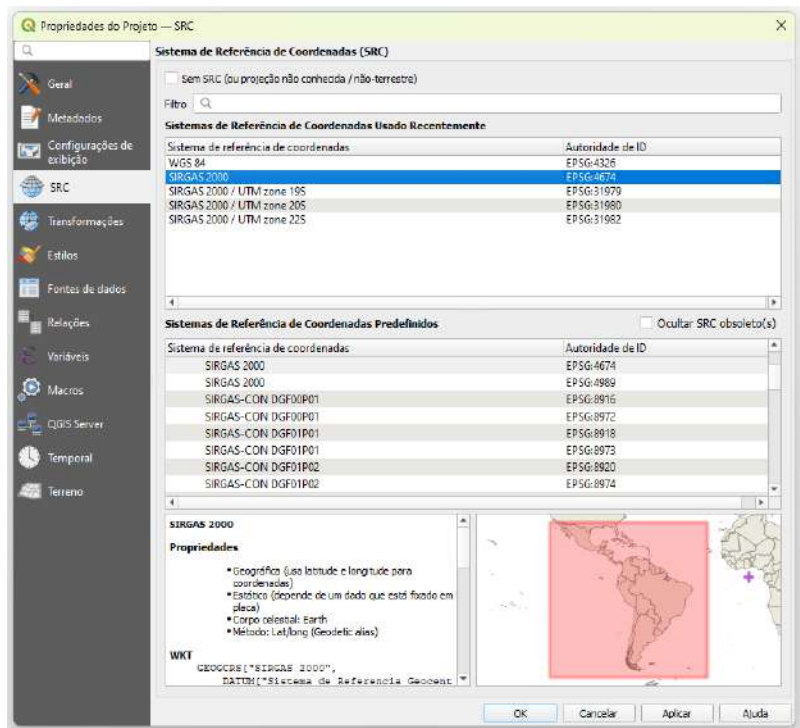 Propriedades do Projeto — SRC
Sistema de Referência de Coordenadas (SRC)
Geral
Metadados
Configurações de
exibição
SRC
Transformações
Estilos
Fontes de dados
Relações
Variáveis
Macros
QGIS Server
Temporal
Terreno
Sem SRC (ou projeção não conhecida / não-terrestre)
Filtro
Sistemas de Referência de Coordenadas Usado Recentemente
Sistema de referência de coordenadas Autoridade de ID
WGS 84 EPSG:4326
SIRGAS 2000 EPSG:4674
SIRGAS 2000 / UTM zone 19S EPSG:31979
SIRGAS 2000 / UTM zone 20S EPSG:31980
SIRGAS 2000 / UTM zone 22S EPSG:31982
Sistemas de Referência de Coordenadas Predefinidos Ocultar SRC obsoleto(s)
Sistema de referência de coordenadas Autoridade de ID
SIRGAS 2000 EPSG:4674
SIRGAS 2000 EPSG:4989
SIRGAS-CON DGF00P01 EPSG:8916
SIRGAS-CON DGF00P01 EPSG:8972
SIRGAS-CON DGF01P01 EPSG:8918
SIRGAS-CON DGF01P01 EPSG:8973
SIRGAS-CON DGF01P02 EPSG:8920
SIRGAS-CON DGF01P02 EPSG:8974
SIRGAS 2000
Propriedades
Geográfica (usa latitude e longitude para
coordenadas)
Estático (depende de um dado que está fixado em
placa)
Corpo celestial: Earth
Método: Lat/long (Geodetic alias)
WKT
GEOGCRS["SIRGAS 2000",
DATUM["Sistema de Referencia Geocent
OK Cancelar Aplicar Ajuda